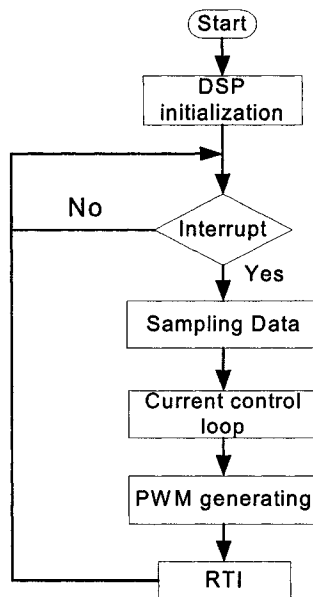 Start
DSP
initialization
No
Interrupt
Yes
Sampling Data
Current control
loop
PWM generating
RTI